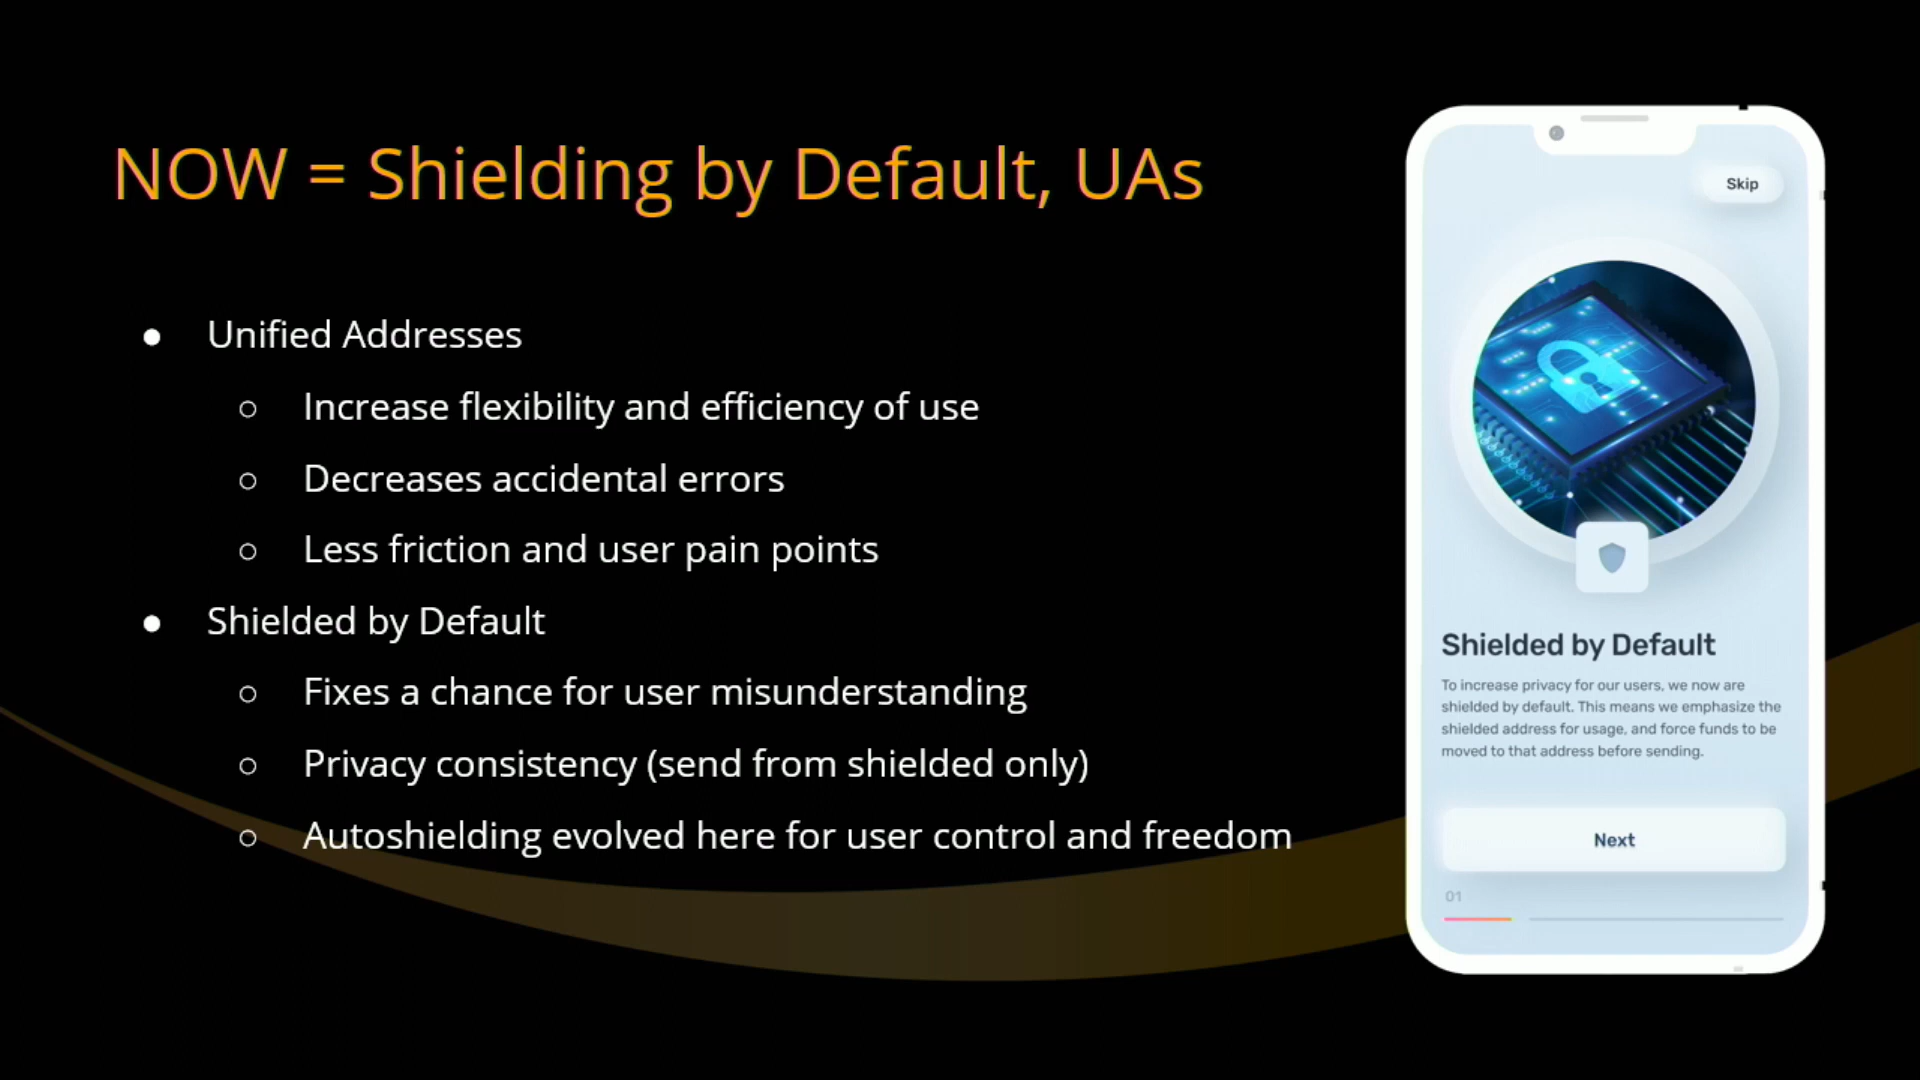 NOW = Shielding by Default, UAs
● Unified Addresses
○ Increase flexibility and efficiency of use
○ Decreases accidental errors
○ Less friction and user pain points
● Shielded by Default
○ Fixes a chance for user misunderstanding
○ Privacy consistency (send from shielded only)
○ Autoshielding evolved here for user control and freedom
Skip
Shielded by Default
To increase privacy for our users, we now are
shielded by default. This means we emphasize the
shielded address for usage, and force funds to be
moved to that address before sending.
Next
01